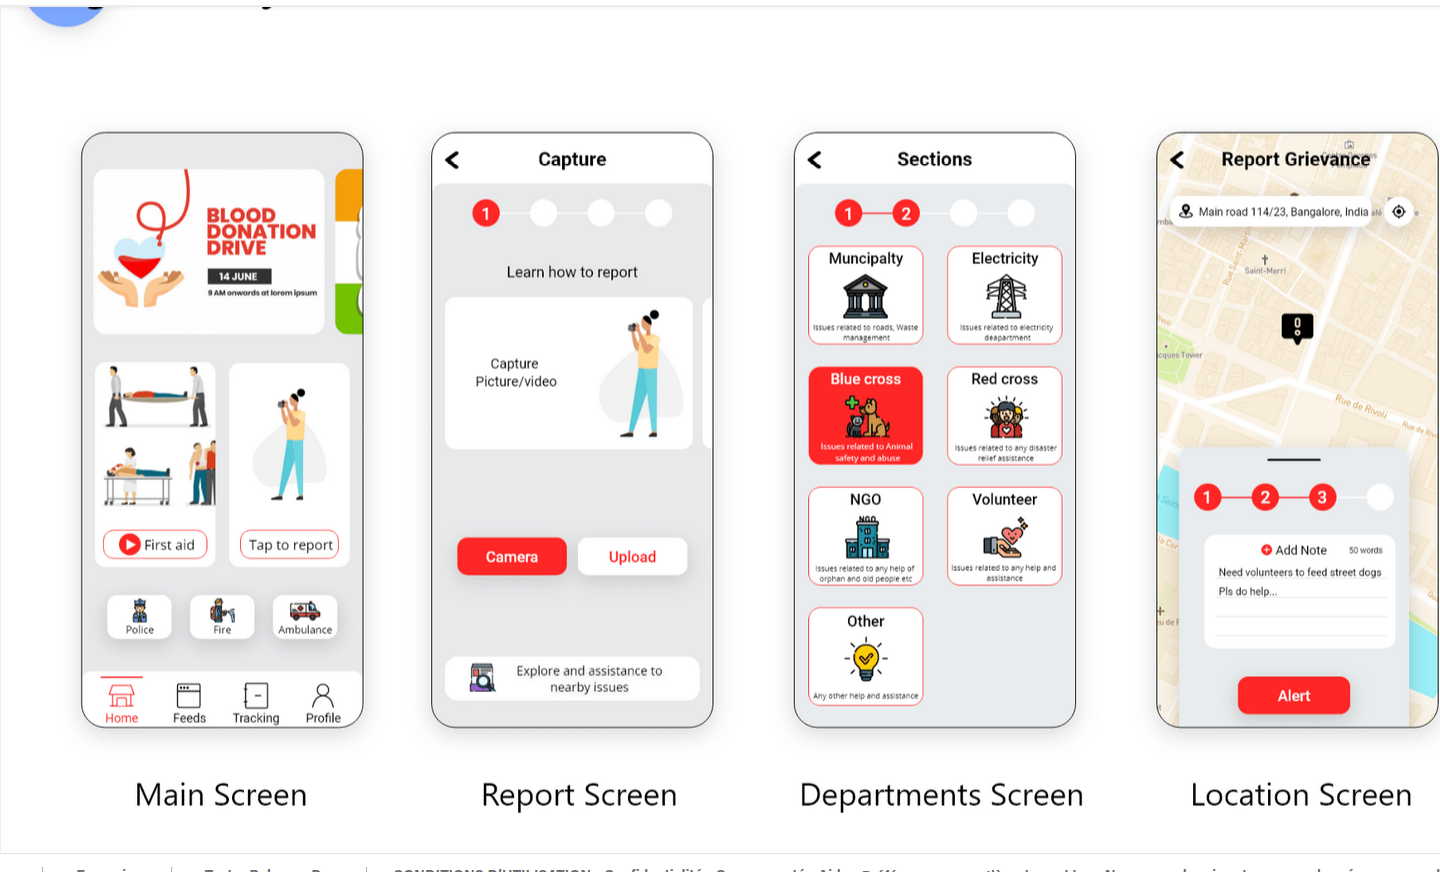 BLOOD
DONATION
DRIVE
14 JUNE
9 AM onwards at lorem ipsum
First aid
Tap to report
Police
Fire
Ambulance
Home
Feeds
Tracking
Profile
Main Screen
Capture
1
Learn how to report
Capture
Picture/video
Camera
Upload
Explore and assistance to
nearby issues
Report Screen
Sections
1
2
Muncipalty
Issues related to roads, Waste
management
Electricity
Issues related to electricity
deapartment
Blue cross
Issues related to Animal
safety and abuse
Red cross
Issues related to any disaster
relief assistance
NGO
NGO
Issues related to any help of
orphan and old people etc
Volunteer
Issues related to any help and
assistance
Other
Any other help and assistance
Departments Screen
Report Grievance
Main road 114/23, Bangalore, India
Rue Saint-Mart
Saint-Merri
cques Tower
Rue de Rivoli
1
2
3
Add Note
50 words
Need volunteers to feed street dogs
Pls do help...
Alert
Location Screen